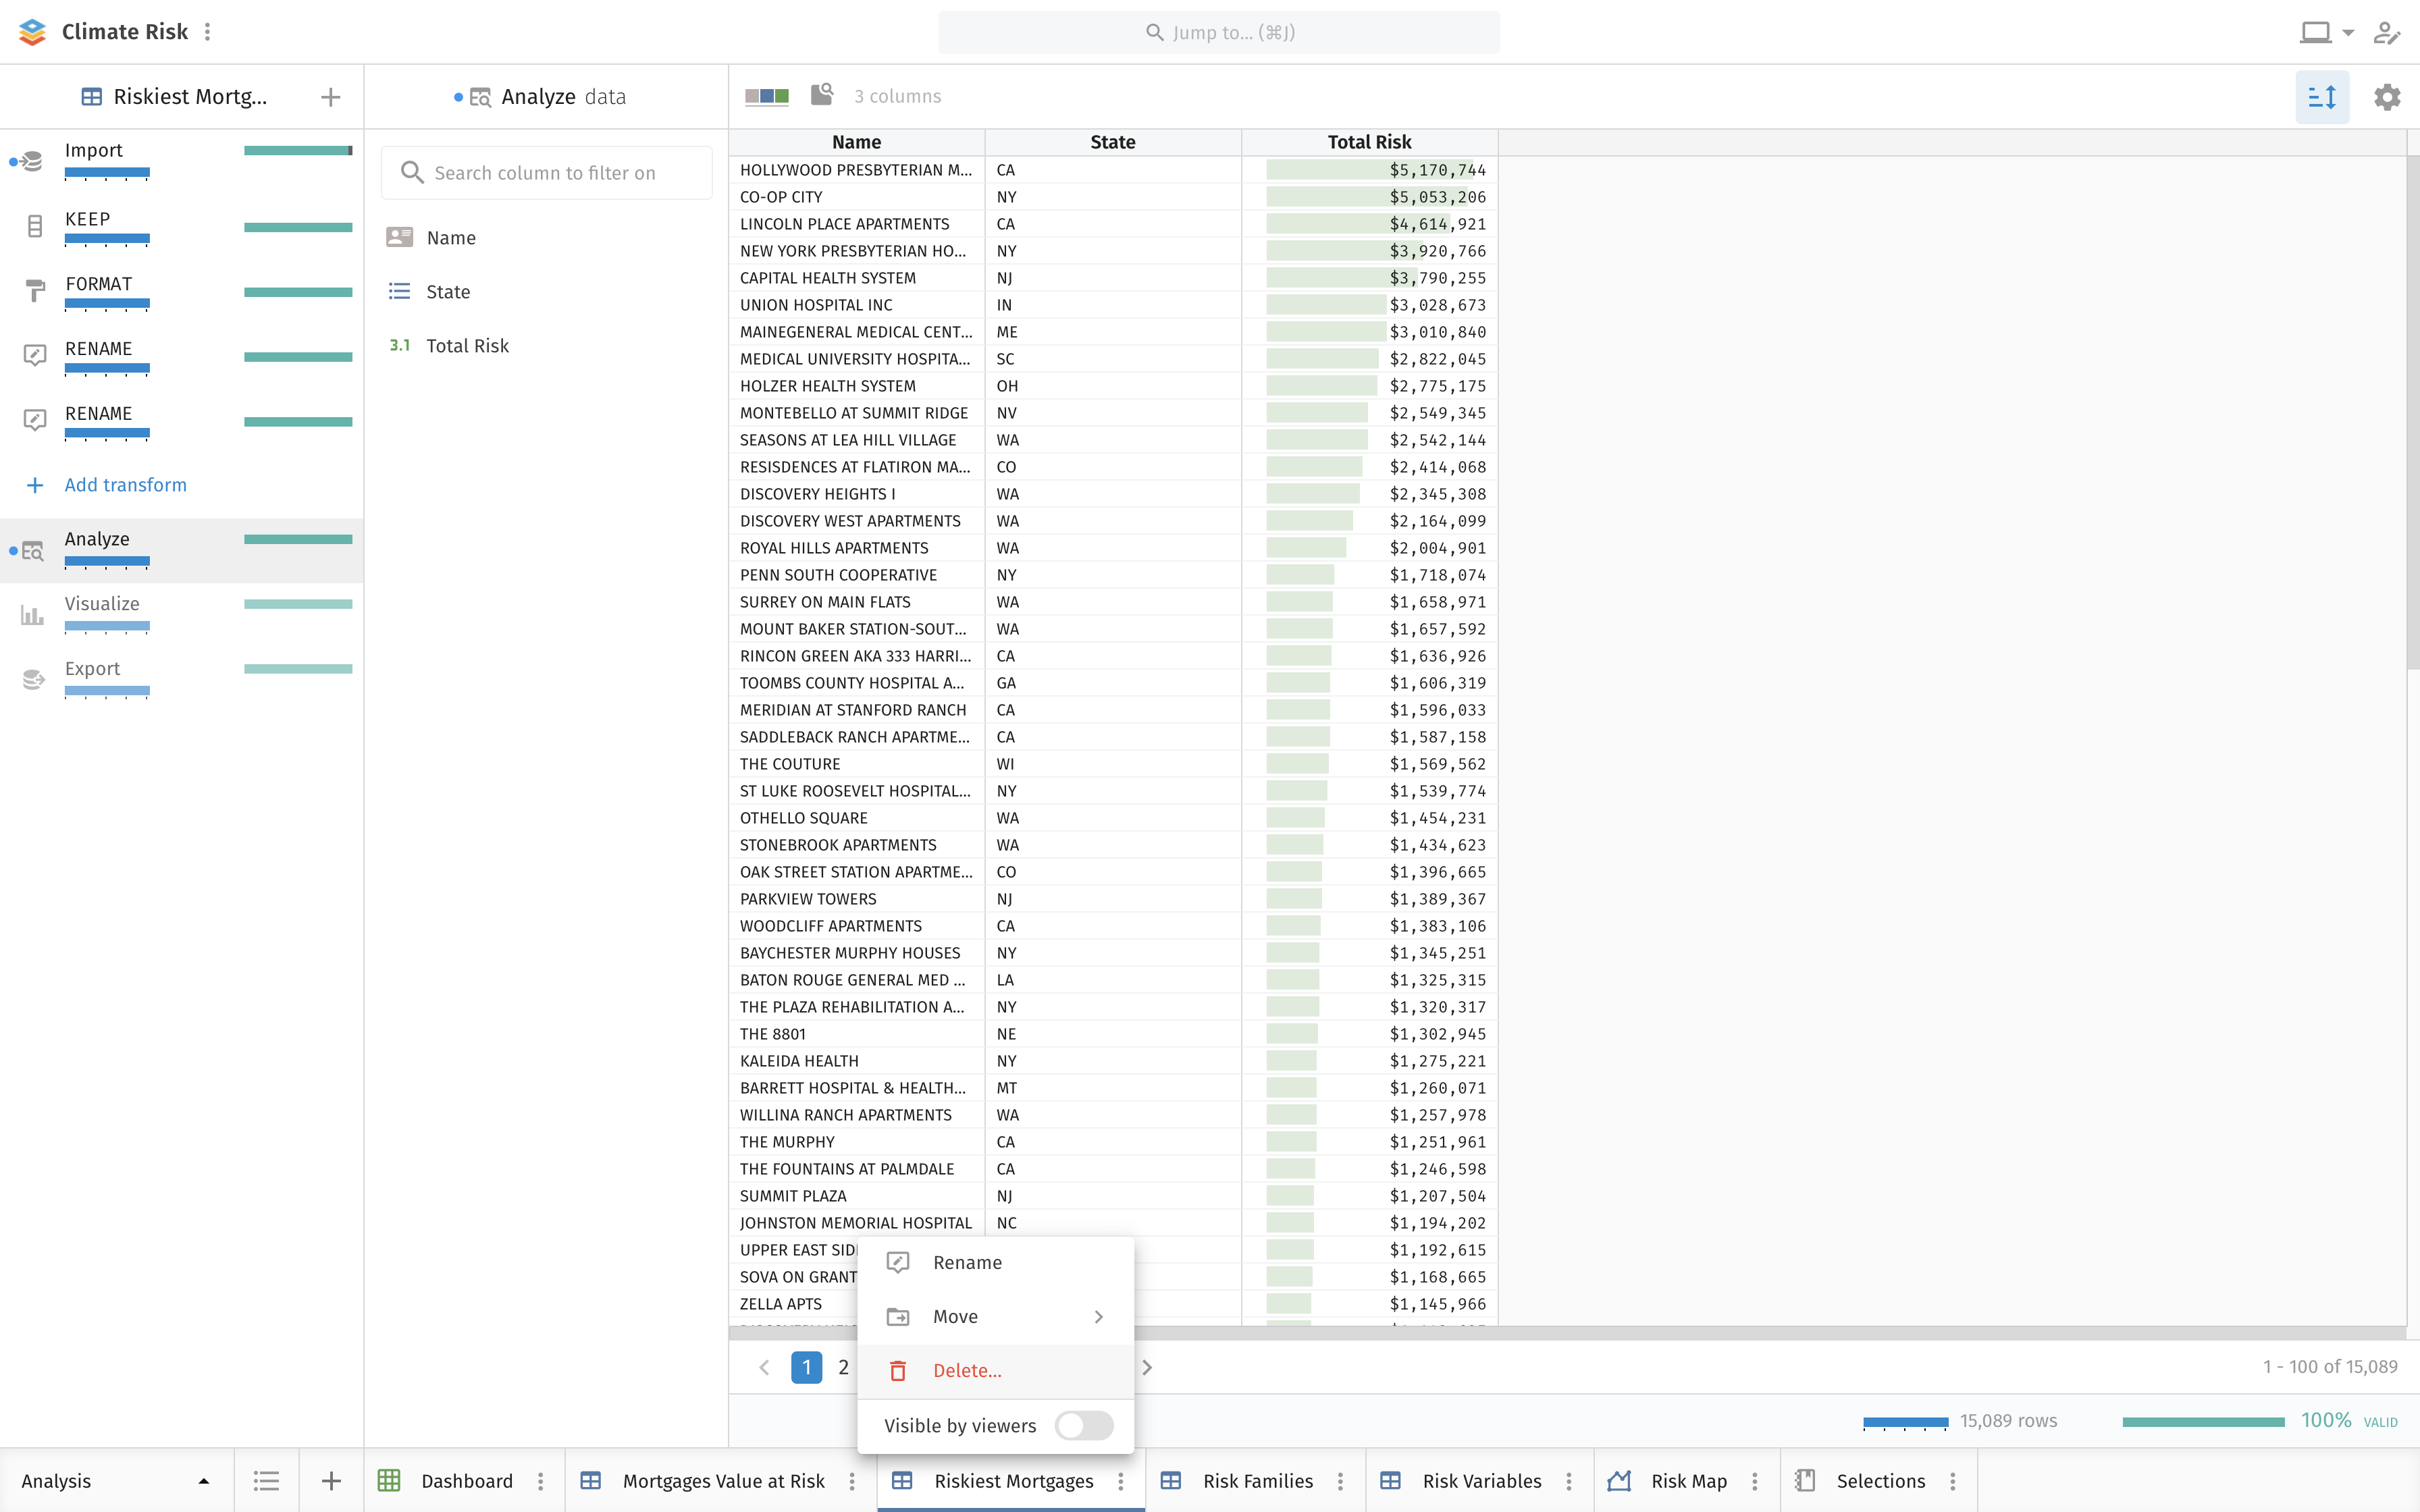 Climate Risk
Jump to... (⌘J)
Riskiest Mortg...
Analyze data
3 columns
Import
KEEP
FORMAT
RENAME
RENAME
Add transform
Analyze
Visualize
Export
Search column to filter on
Name
State
3.1 Total Risk
Name State Total Risk
HOLLYWOOD PRESBYTERIAN M... CA $5,170,744
CO-OP CITY NY $5,053,206
LINCOLN PLACE APARTMENTS CA $4,614,921
NEW YORK PRESBYTERIAN HO... NY $3,920,766
CAPITAL HEALTH SYSTEM NJ $3,790,255
UNION HOSPITAL INC IN $3,028,673
MAINEGENERAL MEDICAL CENT... ME $3,010,840
MEDICAL UNIVERSITY HOSPITA... SC $2,822,045
HOLZER HEALTH SYSTEM OH $2,775,175
MONTEBELLO AT SUMMIT RIDGE NV $2,549,345
SEASONS AT LEA HILL VILLAGE WA $2,542,144
RESISDENCES AT FLATIRON MA... CO $2,414,068
DISCOVERY HEIGHTS I WA $2,345,308
DISCOVERY WEST APARTMENTS WA $2,164,099
ROYAL HILLS APARTMENTS WA $2,004,901
PENN SOUTH COOPERATIVE NY $1,718,074
SURREY ON MAIN FLATS WA $1,658,971
MOUNT BAKER STATION-SOUT... WA $1,657,592
RINCON GREEN AKA 333 HARRI... CA $1,636,926
TOOMBS COUNTY HOSPITAL A... GA $1,606,319
MERIDIAN AT STANFORD RANCH CA $1,596,033
SADDLEBACK RANCH APARTME... CA $1,587,158
THE COUTURE WI $1,569,562
ST LUKE ROOSEVELT HOSPITAL... NY $1,539,774
OTHELLO SQUARE WA $1,454,231
STONEBROOK APARTMENTS WA $1,434,623
OAK STREET STATION APARTME... CO $1,396,665
PARKVIEW TOWERS NJ $1,389,367
WOODCLIFF APARTMENTS CA $1,383,106
BAYCHESTER MURPHY HOUSES NY $1,345,251
BATON ROUGE GENERAL MED ... LA $1,325,315
THE PLAZA REHABILITATION A... NY $1,320,317
THE 8801 NE $1,302,945
KALEIDA HEALTH NY $1,275,221
BARRETT HOSPITAL & HEALTH... MT $1,260,071
WILLINA RANCH APARTMENTS WA $1,257,978
THE MURPHY CA $1,251,961
THE FOUNTAINS AT PALMDALE CA $1,246,598
SUMMIT PLAZA NJ $1,207,504
JOHNSTON MEMORIAL HOSPITAL NC $1,194,202
UPPER EAST SID $1,192,615
SOVA ON GRANT $1,168,665
ZELLA APTS $1,145,966
Rename
Move
Delete...
Visible by viewers
1 2
1 - 100 of 15,089
15,089 rows
100% VALID
Analysis
Dashboard
Mortgages Value at Risk
Riskiest Mortgages
Risk Families
Risk Variables
Risk Map
Selections